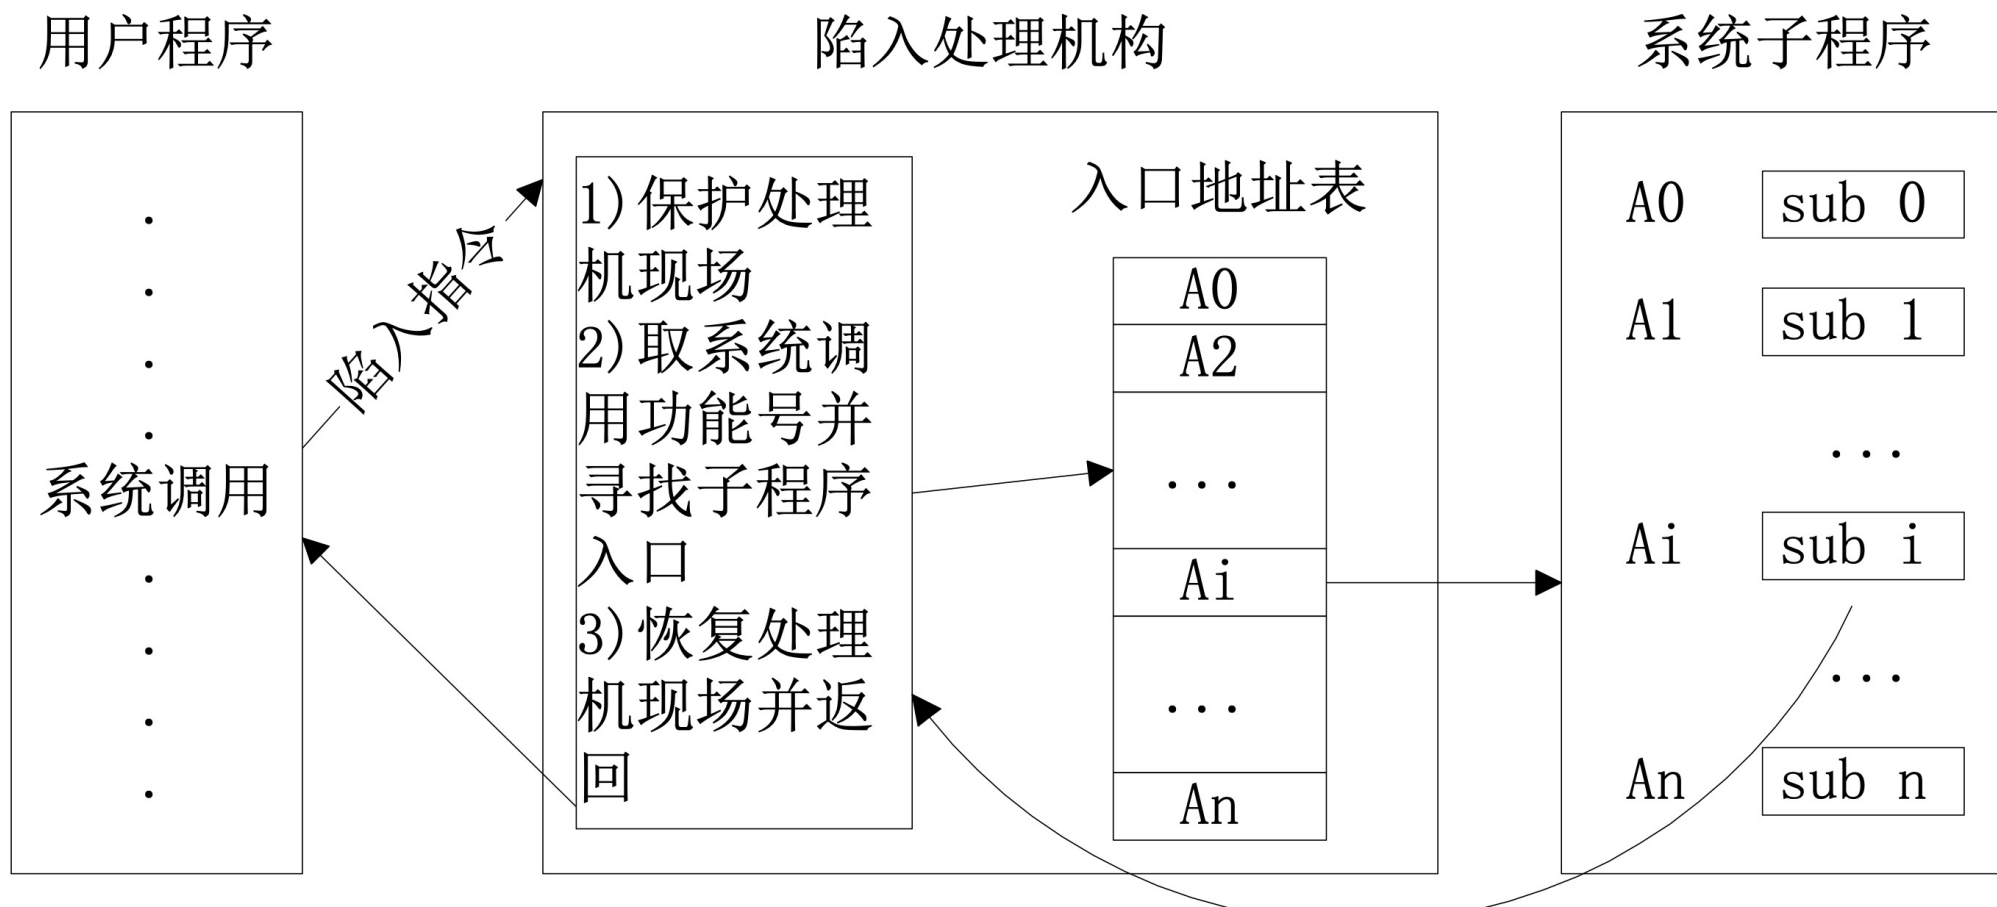 用户程序
陷入处理机构
系统子程序
.
.
.
.
系统调用
.
.
.
.
陷入指令
1)保护处理
机现场
2)取系统调
用功能号并
寻找子程序
入口
3)恢复处理
机现场并返
回
入口地址表
A0
A2
...
Ai
...
An
A0 sub 0
A1 sub 1
...
Ai sub i
...
An sub n